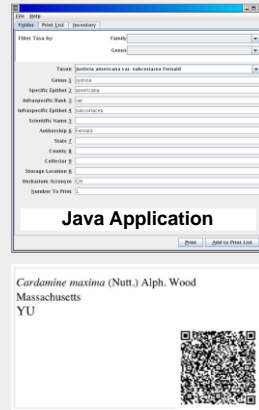 File Help
Folder Print List Inventory
Filter Taxa by: Family
Genus
Taxon Justicia americana var. subcoriacea Fernald
Genus 1 Justicia
Specific Epithet 2 americana
Infraspecific Rank 3 var
Infraspecific Epithet 4 subcoriacea
Scientific Name 5
Authorship 6 Fernald
State 7
County 8
Collector 9
Storage Location 0
Herbarium Acronym GH
Number To Print 1
Java Application
Print Add to Print List
Cardamine maxima (Nutt.) Alph. Wood
Massachusetts
YU